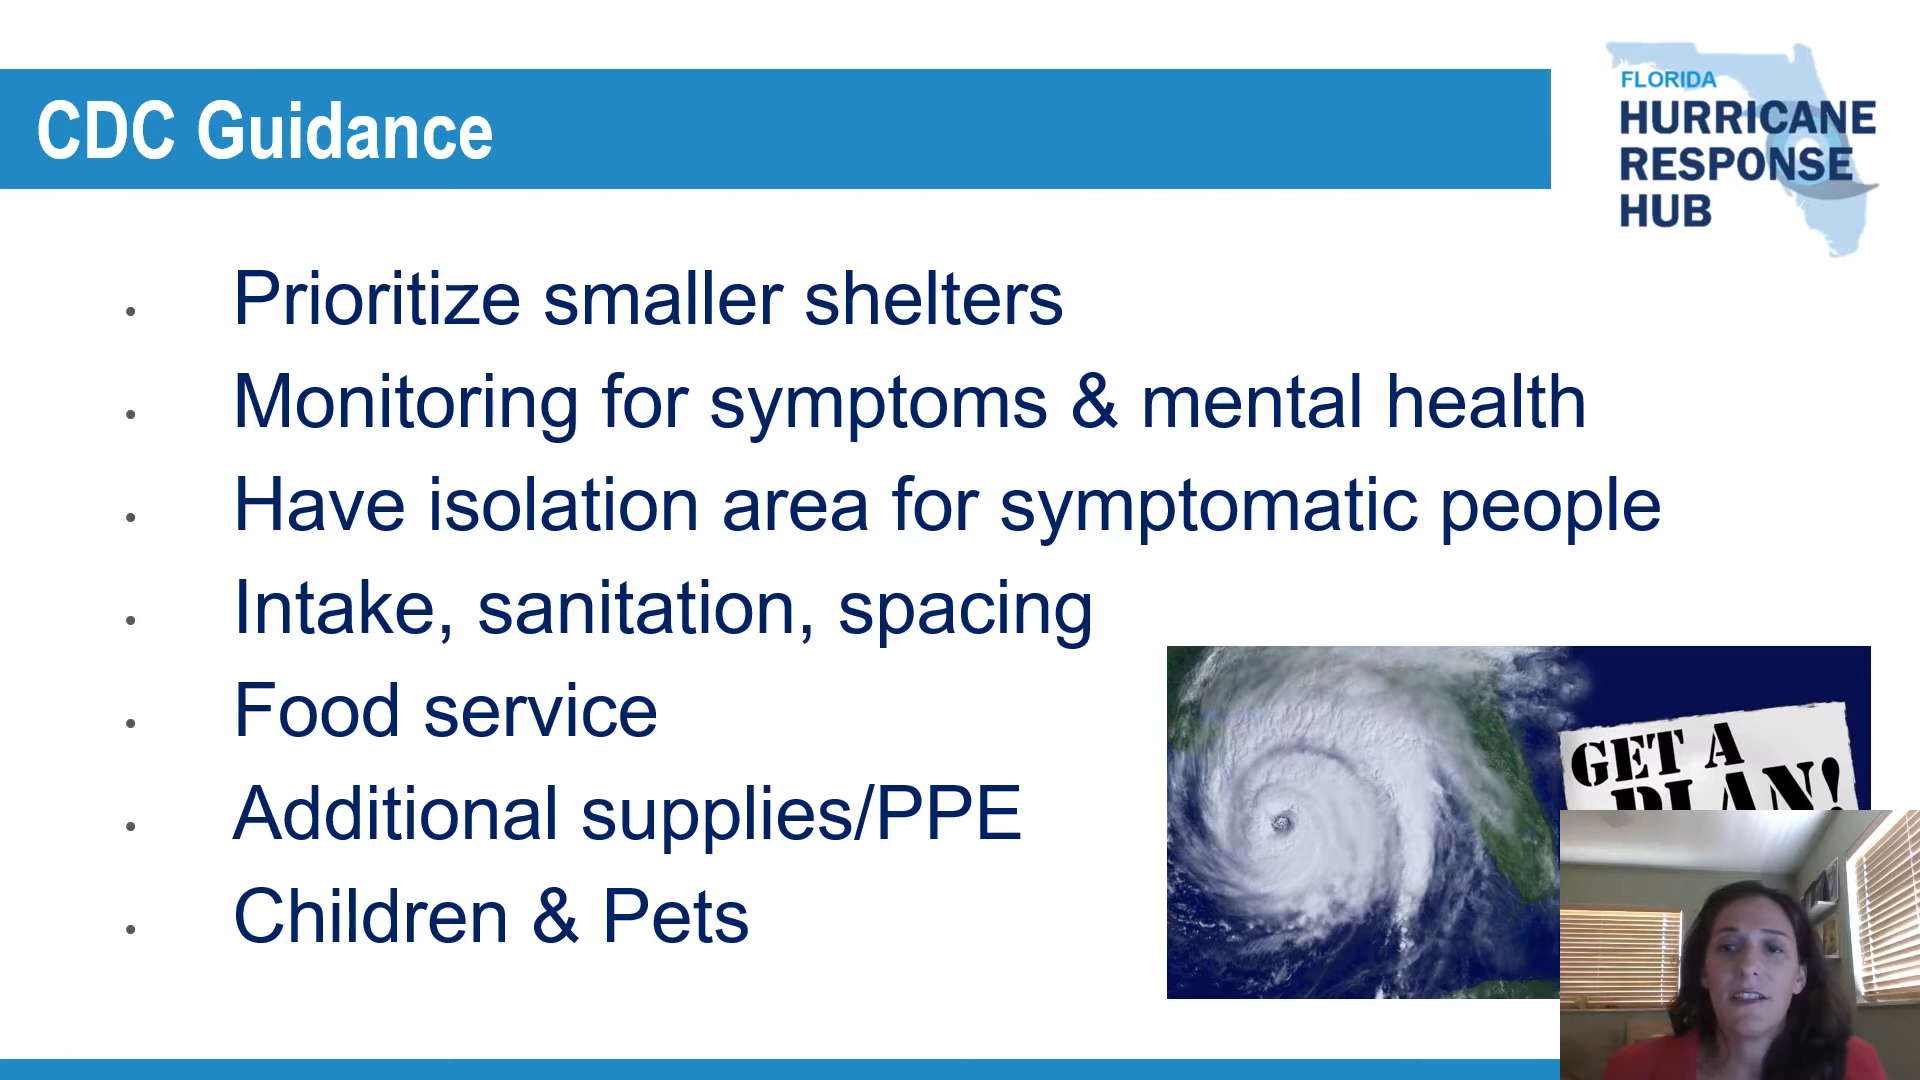 CDC Guidance
FLORIDA
HURRICANE
RESPONSE
HUB
Prioritize smaller shelters
Monitoring for symptoms & mental health
Have isolation area for symptomatic people
Intake, sanitation, spacing
Food service
Additional supplies/PPE
Children & Pets
GET A
PLAN!